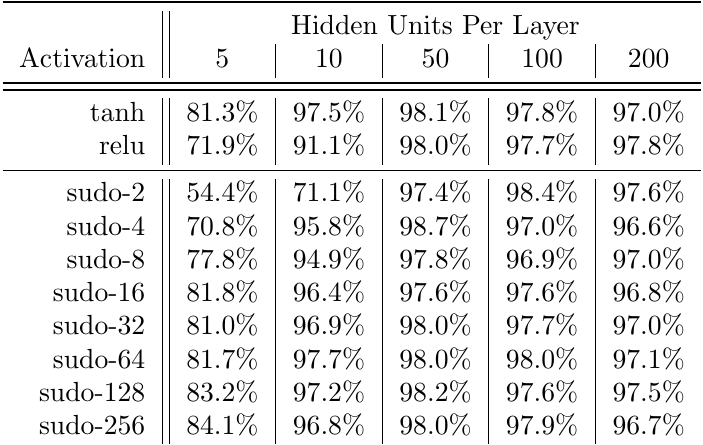 Hidden Units Per Layer
Activation 5 10 50 100 200
tanh 81.3% 97.5% 98.1% 97.8% 97.0%
relu 71.9% 91.1% 98.0% 97.7% 97.8%
sudo-2 54.4% 71.1% 97.4% 98.4% 97.6%
sudo-4 70.8% 95.8% 98.7% 97.0% 96.6%
sudo-8 77.8% 94.9% 97.8% 96.9% 97.0%
sudo-16 81.8% 96.4% 97.6% 97.6% 96.8%
sudo-32 81.0% 96.9% 98.0% 97.7% 97.0%
sudo-64 81.7% 97.7% 98.0% 98.0% 97.1%
sudo-128 83.2% 97.2% 98.2% 97.6% 97.5%
sudo-256 84.1% 96.8% 98.0% 97.9% 96.7%